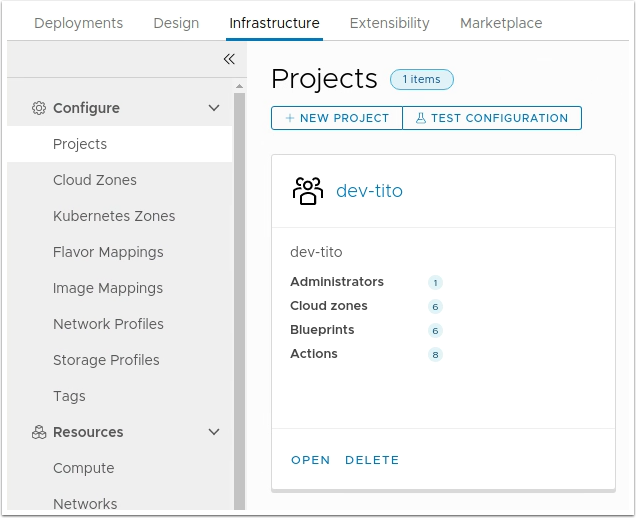 Deployments Design Infrastructure Extensibility Marketplace
Configure
Projects
Cloud Zones
Kubernetes Zones
Flavor Mappings
Image Mappings
Network Profiles
Storage Profiles
Tags
Resources
Compute
Networks
Projects 1 items
+ NEW PROJECT TEST CONFIGURATION
dev-tito
dev-tito
Administrators 1
Cloud zones 6
Blueprints 6
Actions 8
OPEN DELETE